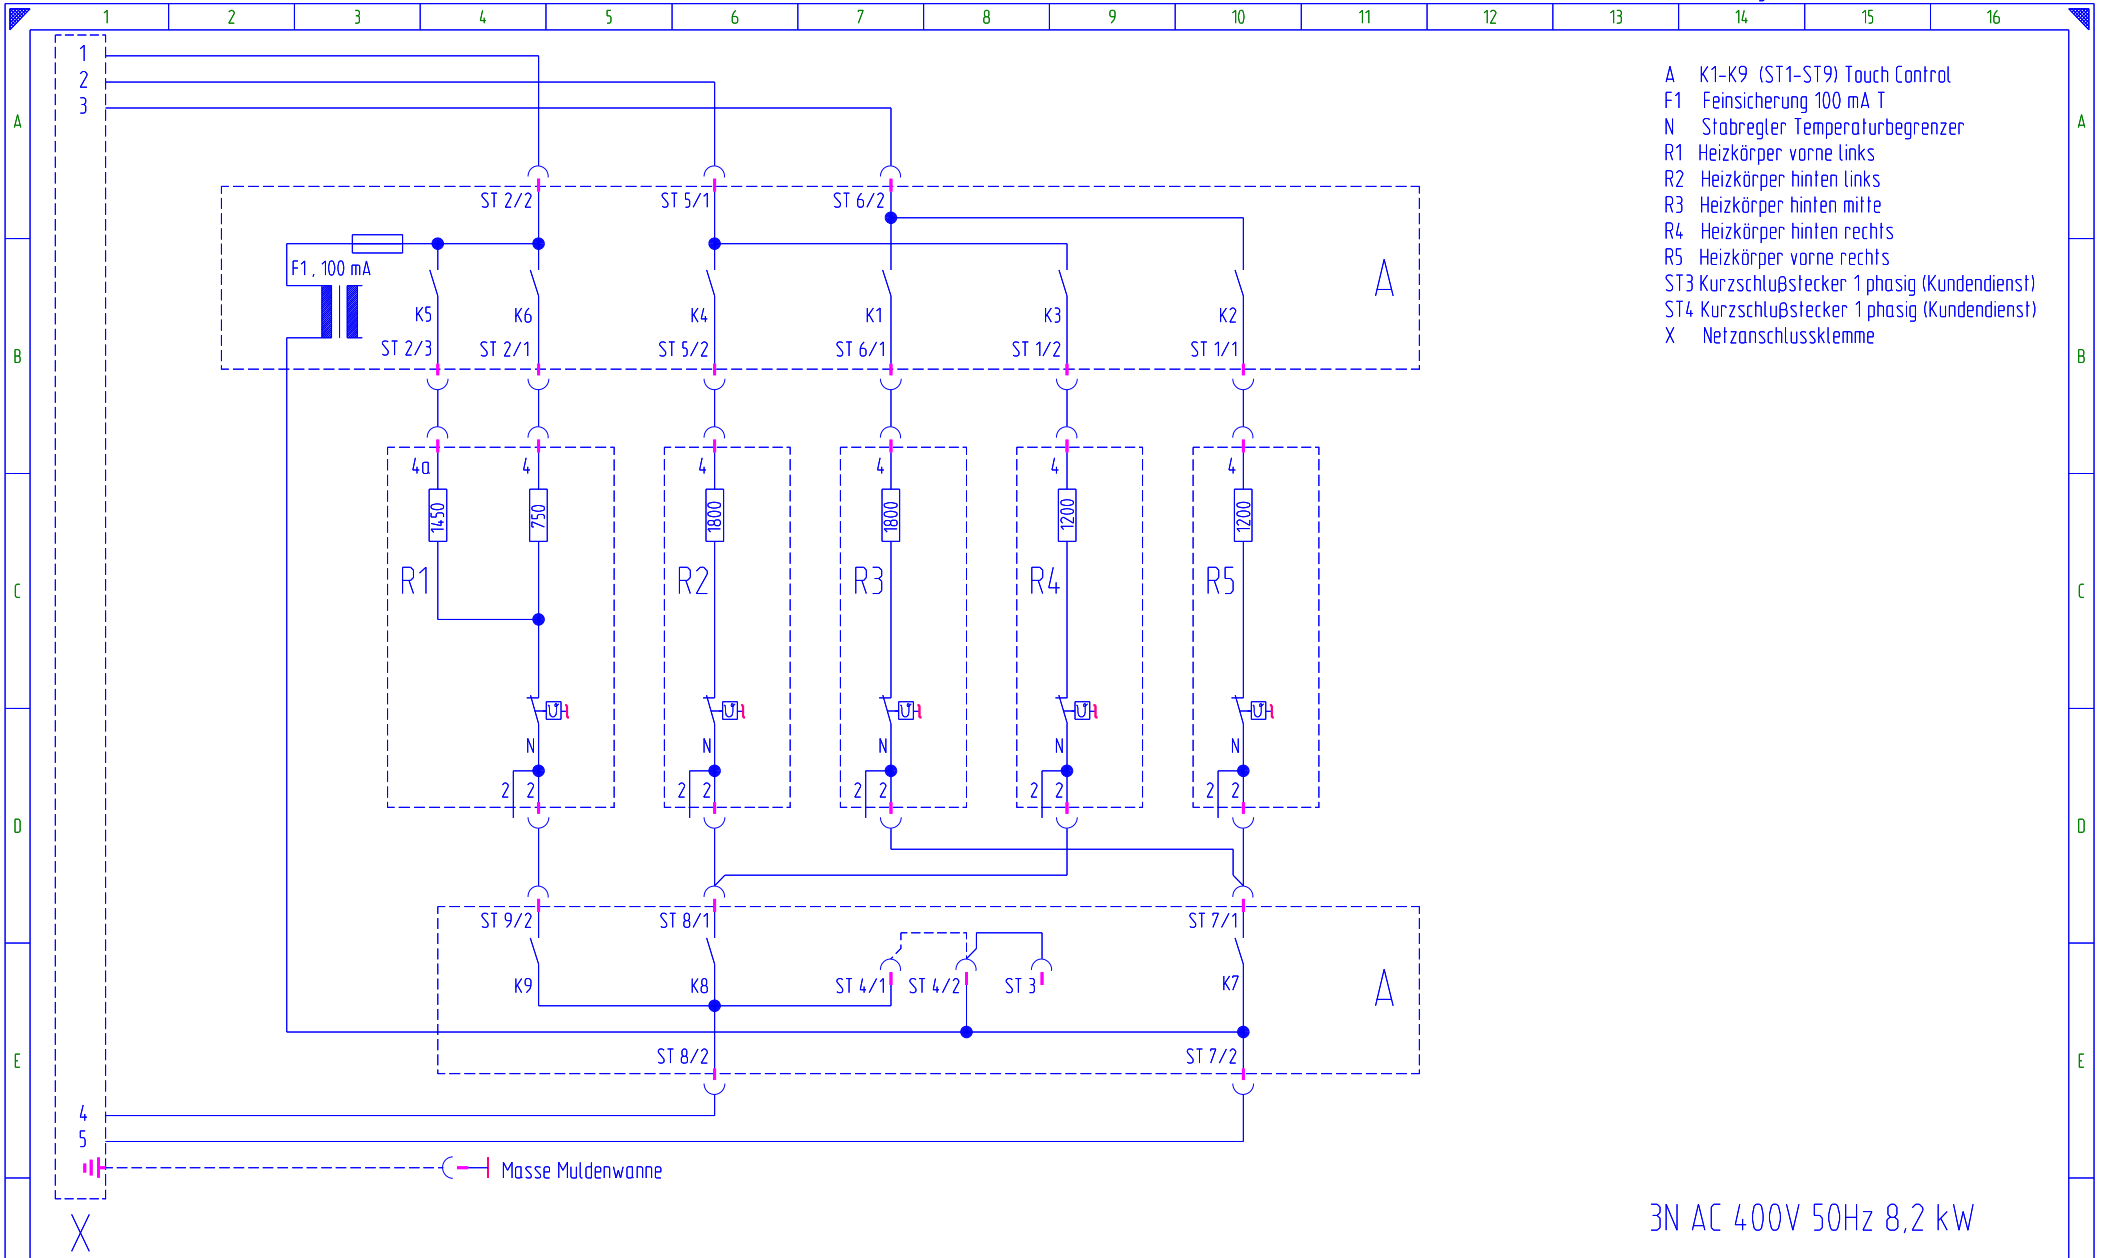 1 2 3 4 5 6 7 8 9 10 11 12 13 14 15 16
1
2
3
A
A
A K1-K9 (ST1-ST9) Touch Control
F1 Feinsicherung 100 mA T
N Stabregler Temperaturbegrenzer
R1 Heizkörper vorne links
R2 Heizkörper hinten links
R3 Heizkörper hinten mitte
R4 Heizkörper hinten rechts
R5 Heizkörper vorne rechts
ST3 Kurzschlußstecker 1 phasig (Kundendienst)
ST4 Kurzschlußstecker 1 phasig (Kundendienst)
X Netzanschlussklemme
ST 2/2 ST 5/1 ST 6/2
F1, 100 mA
A
K5 K6 K4 K1 K3 K2
ST 2/3 ST 2/1 ST 5/2 ST 6/1 ST 1/2 ST 1/1
B
B
4a 4 4 4 4 4
1450 750 1800 1800 1200 1200
R1 R2 R3 R4 R5
C
C
N N N N N
2 2 2 2 2 2 2 2 2 2
D
D
ST 9/2 ST 8/1 ST 7/1
K9 K8 ST 4/1 ST 4/2 ST 3 K7
A
ST 8/2 ST 7/2
E
E
4
5
Masse Muldenwanne
X
3N AC 400V 50Hz 8,2 kW